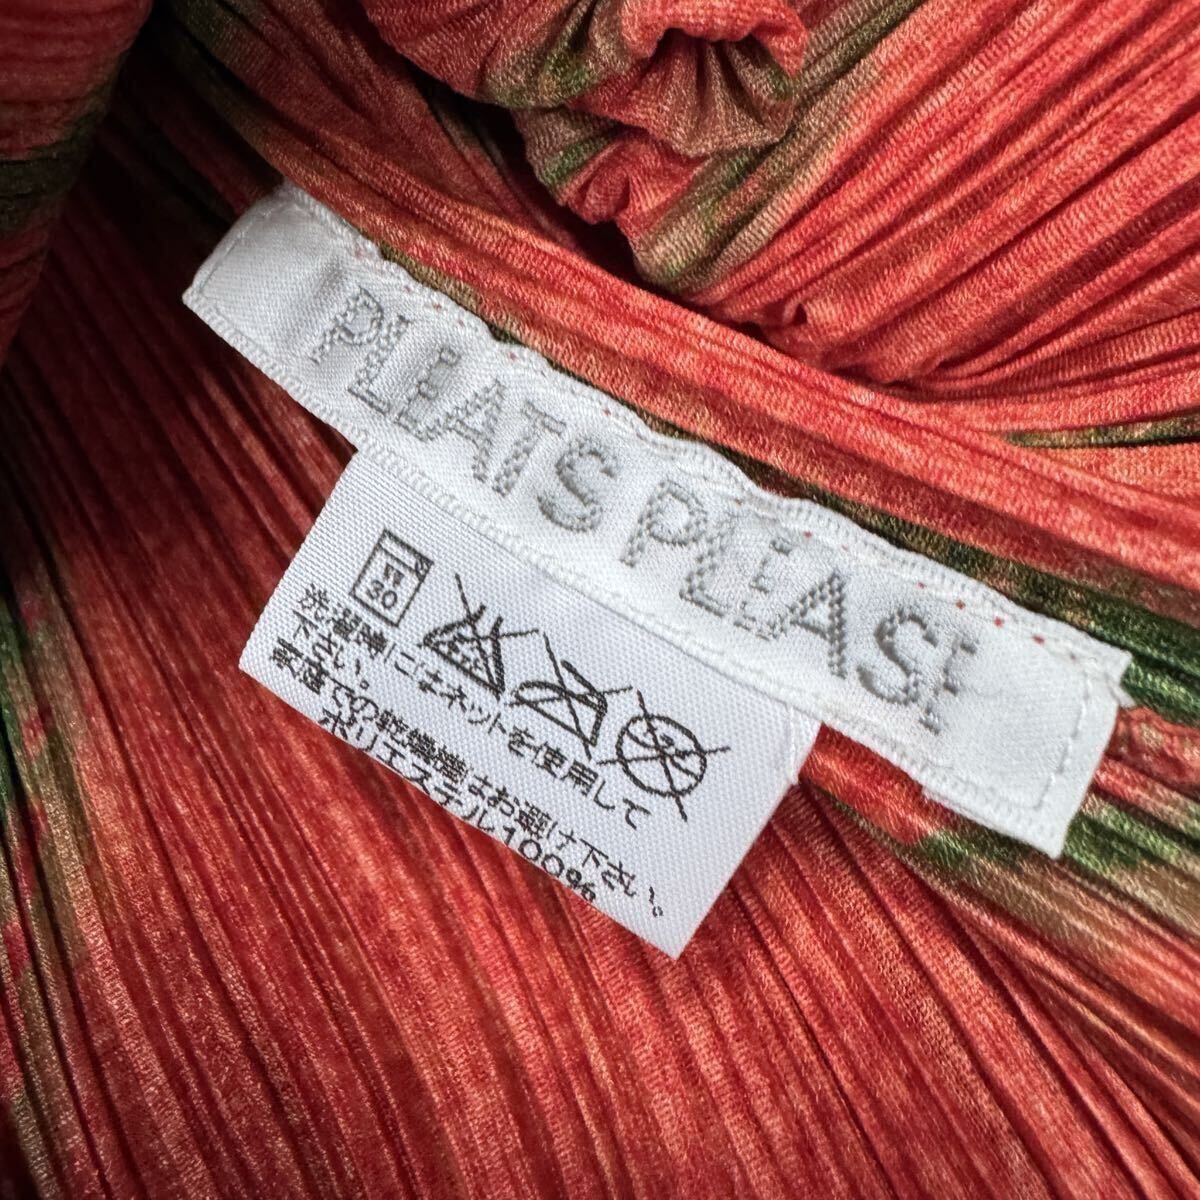 PLEATS PLEASE
弱
30
洗濯際にはネットを使用して
下さい。
家庭での乾燥機はお避け下さい。
ポリエステル100%